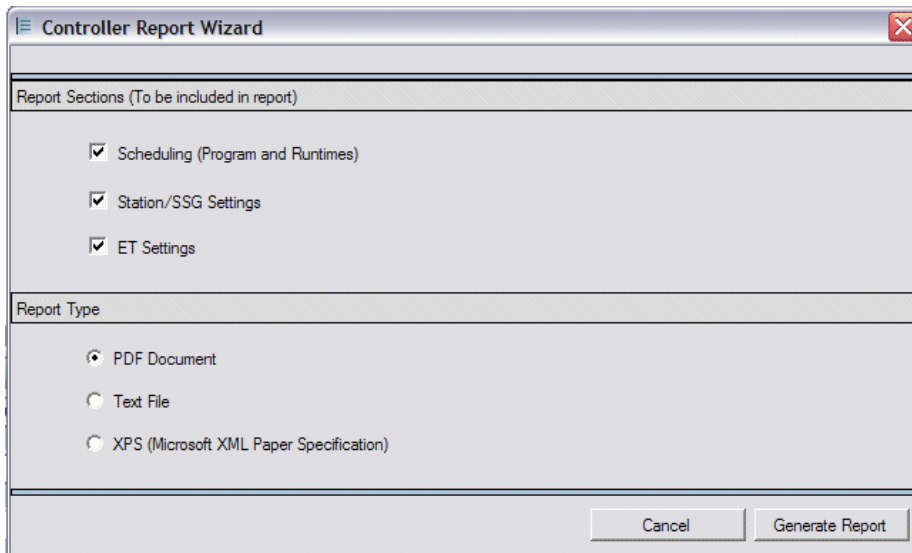 Controller Report Wizard
Report Sections (To be included in report)
Scheduling (Program and Runtimes)
Station/SSG Settings
ET Settings
Report Type
PDF Document
Text File
XPS (Microsoft XML Paper Specification)
Cancel
Generate Report